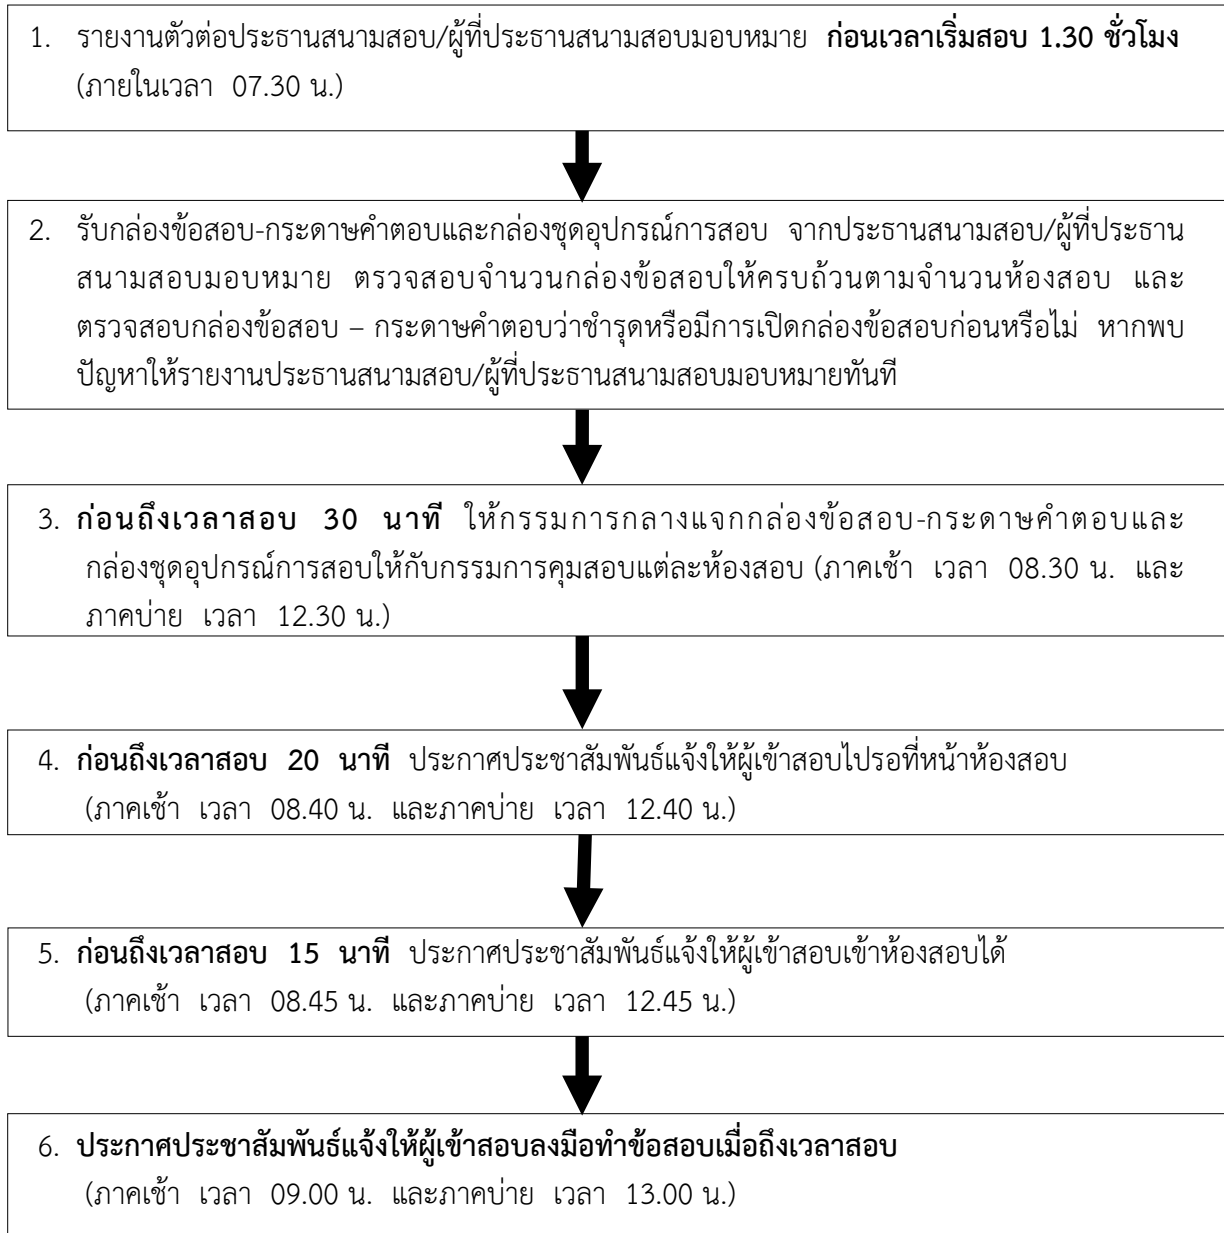 1. รายงานตัวต่อประธานสนามสอบ/ผู้ที่ประธานสนามสอบมอบหมาย ก่อนเวลาเริ่มสอบ 1.30 ชั่วโมง
(ภายในเวลา 07.30 น.)
2. รับกล่องข้อสอบ-กระดาษคำตอบและกล่องชุดอุปกรณ์การสอบ จากประธานสนามสอบ/ผู้ที่ประธาน
สนามสอบมอบหมาย ตรวจสอบจำนวนกล่องข้อสอบให้ครบถ้วนตามจำนวนห้องสอบ และ
ตรวจสอบกล่องข้อสอบ – กระดาษคำตอบว่าชำรุดหรือมีการเปิดกล่องข้อสอบก่อนหรือไม่ หากพบ
ปัญหาให้รายงานประธานสนามสอบ/ผู้ที่ประธานสนามสอบมอบหมายทันที
3. ก่อนถึงเวลาสอบ 30 นาที ให้กรรมการกลางแจกกล่องข้อสอบ-กระดาษคำตอบและ
กล่องชุดอุปกรณ์การสอบให้กับกรรมการคุมสอบแต่ละห้องสอบ (ภาคเช้า เวลา 08.30 น. และ
ภาคบ่าย เวลา 12.30 น.)
4. ก่อนถึงเวลาสอบ 20 นาที ประกาศประชาสัมพันธ์แจ้งให้ผู้เข้าสอบไปรอที่หน้าห้องสอบ
(ภาคเช้า เวลา 08.40 น. และภาคบ่าย เวลา 12.40 น.)
5. ก่อนถึงเวลาสอบ 15 นาที ประกาศประชาสัมพันธ์แจ้งให้ผู้เข้าสอบเข้าห้องสอบได้
(ภาคเช้า เวลา 08.45 น. และภาคบ่าย เวลา 12.45 น.)
6. ประกาศประชาสัมพันธ์แจ้งให้ผู้เข้าสอบลงมือทำข้อสอบเมื่อถึงเวลาสอบ
(ภาคเช้า เวลา 09.00 น. และภาคบ่าย เวลา 13.00 น.)